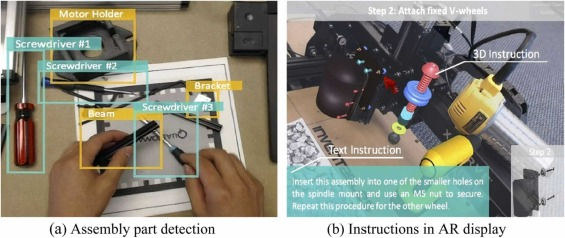 Motor Holder
Screwdriver #1
Screwdriver #2
Bracket
Screwdriver #3
Beam
(a) Assembly part detection
Step 2: Attach fixed V-wheels
3D Instruction
Text Instruction
Step 2
Insert this assembly into one of the smaller holes on
the spindle mount and use an M5 nut to secure.
Repeat this procedure for the other wheel.
(b) Instructions in AR display